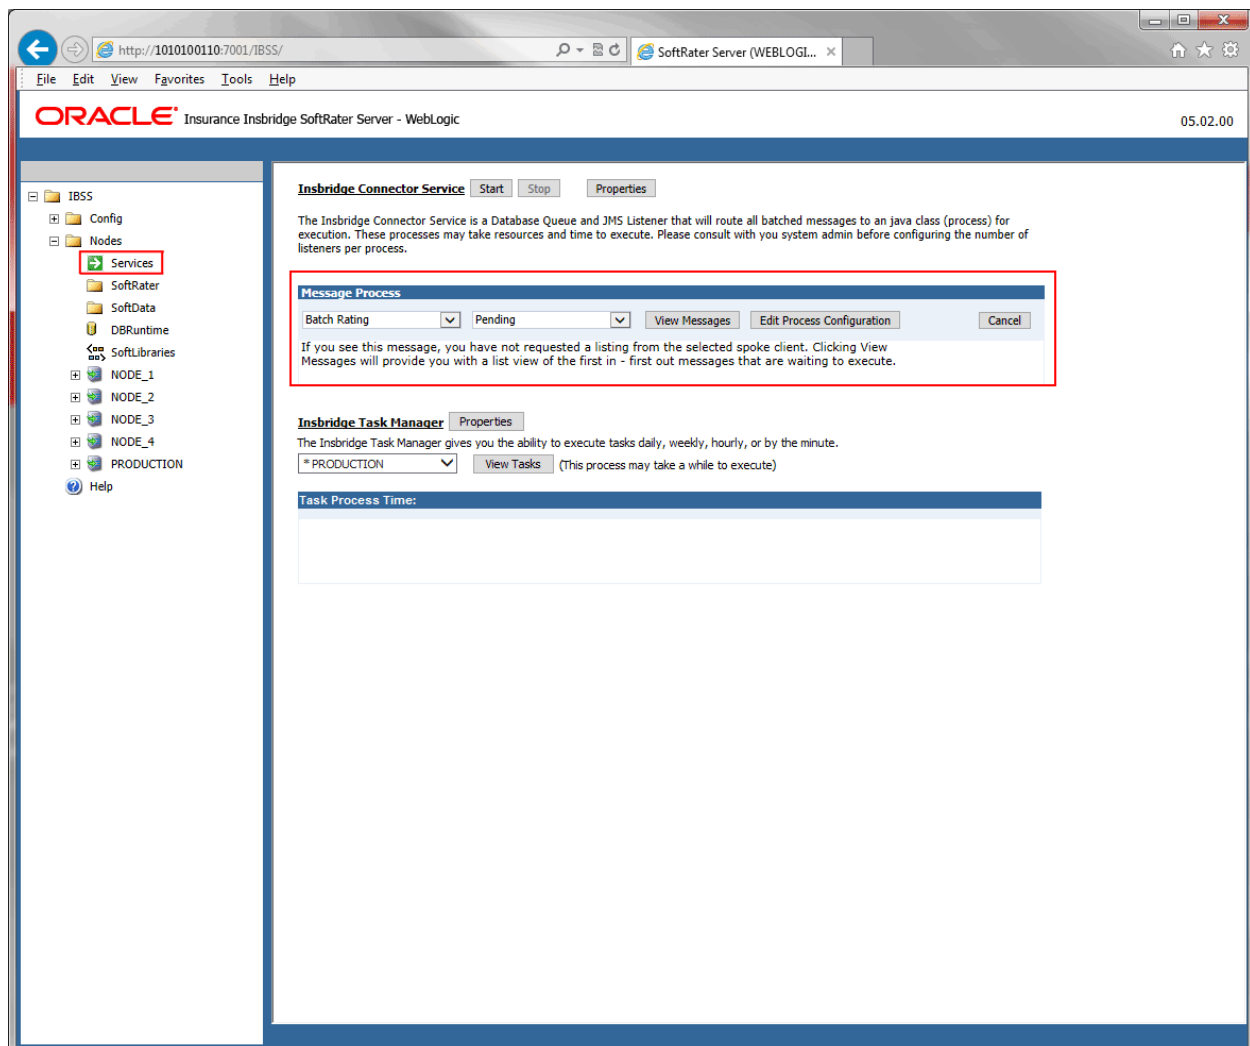 http://1010100110:7001/IBSS/
SoftRater Server (WEBLOGI...
File Edit View Favorites Tools Help
ORACLE Insurance Insbridge SoftRater Server - WebLogic
05.02.00
IBSS
Config
Nodes
Services
SoftRater
SoftData
DBRuntime
SoftLibraries
NODE_1
NODE_2
NODE_3
NODE_4
PRODUCTION
Help
Insbridge Connector Service Start Stop Properties
The Insbridge Connector Service is a Database Queue and JMS Listener that will route all batched messages to an java class (process) for
execution. These processes may take resources and time to execute. Please consult with you system admin before configuring the number of
listeners per process.
Message Process
Batch Rating Pending View Messages Edit Process Configuration Cancel
If you see this message, you have not requested a listing from the selected spoke client. Clicking View
Messages will provide you with a list view of the first in - first out messages that are waiting to execute.
Insbridge Task Manager Properties
The Insbridge Task Manager gives you the ability to execute tasks daily, weekly, hourly, or by the minute.
* PRODUCTION View Tasks (This process may take a while to execute)
Task Process Time: